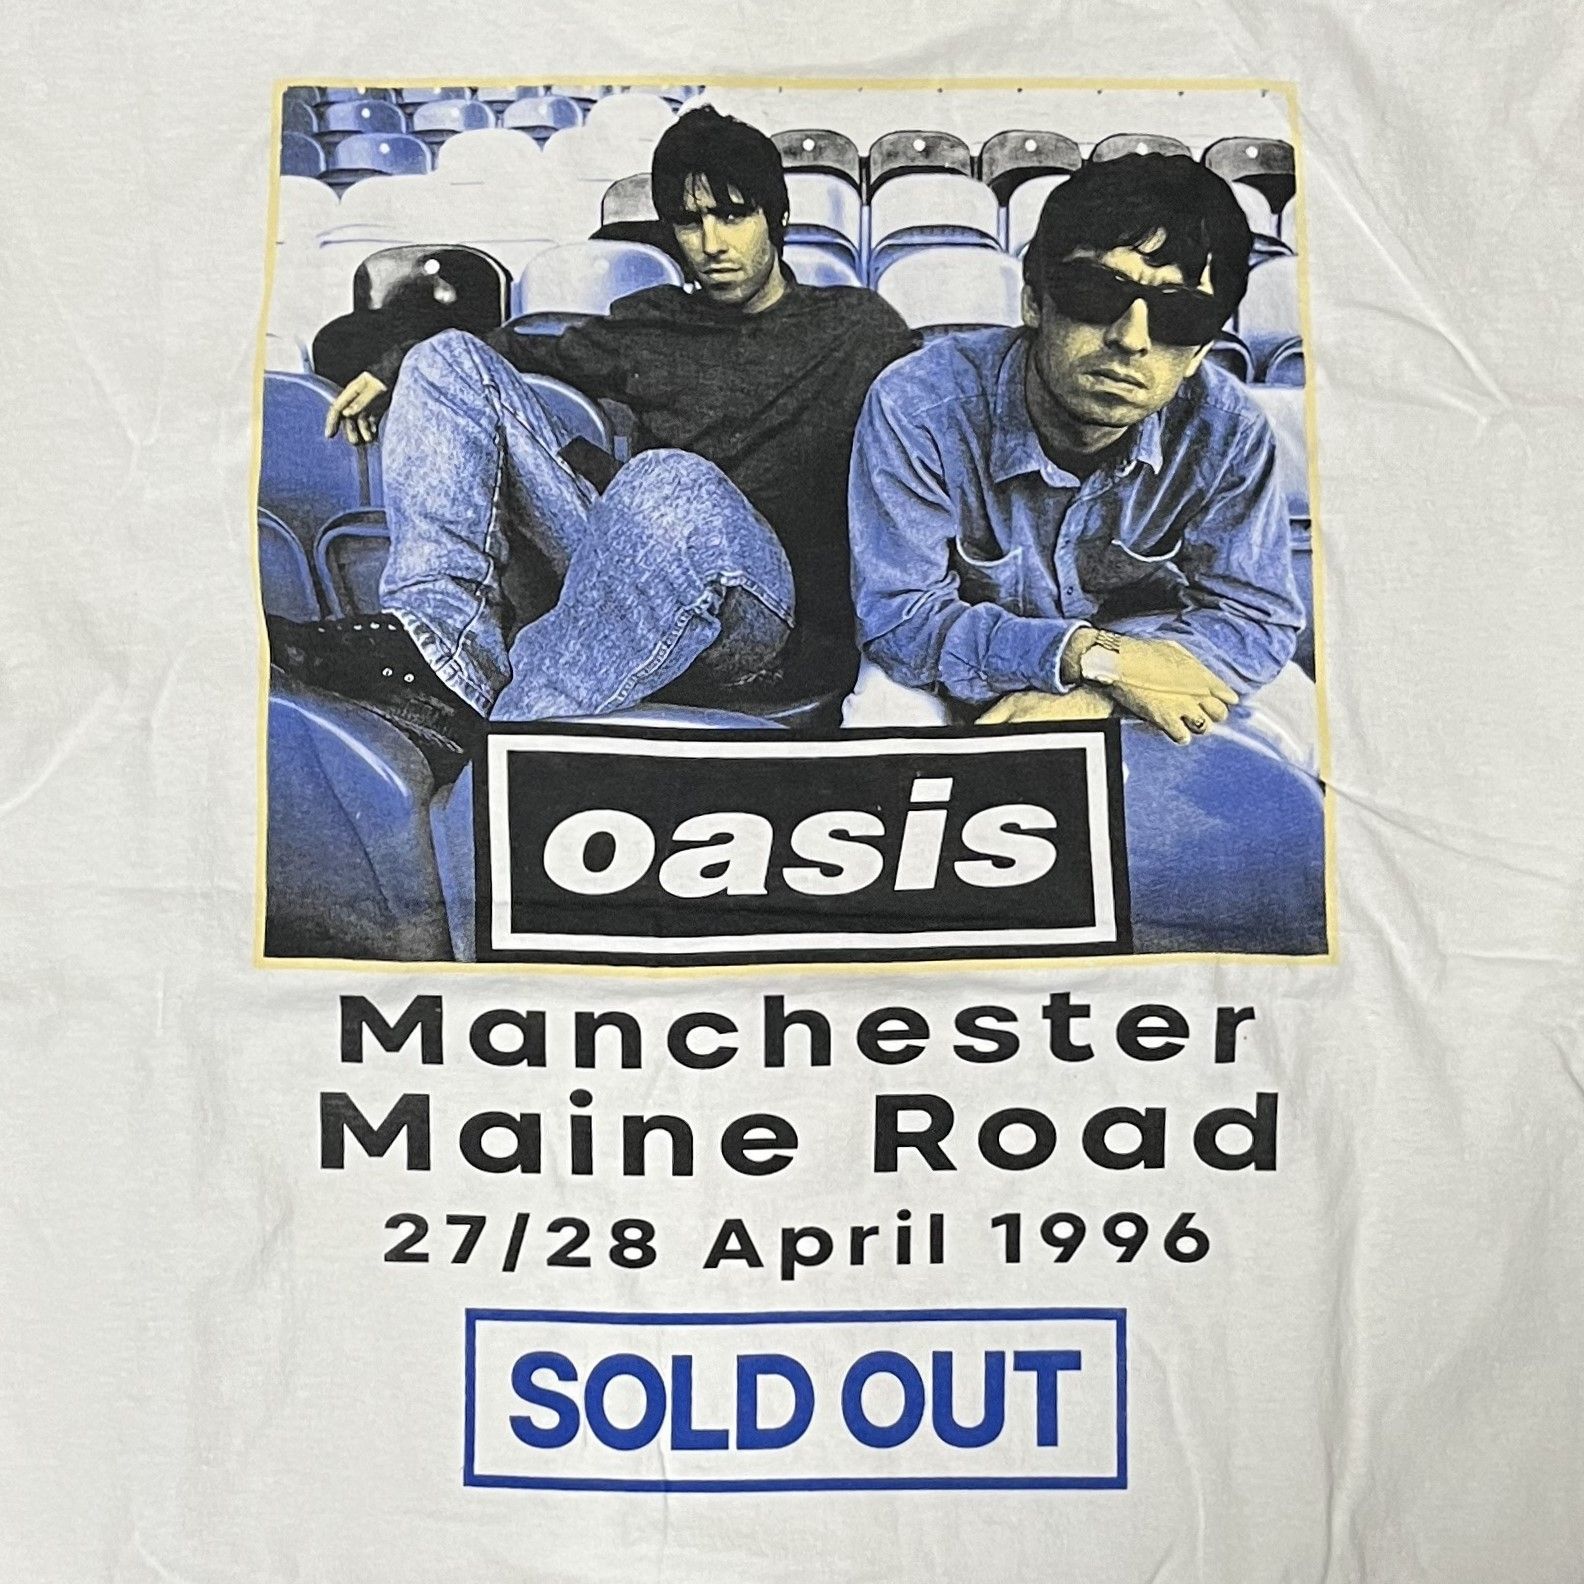 oasis
Manchester
Maine Road
27/28 April 1996
SOLD OUT